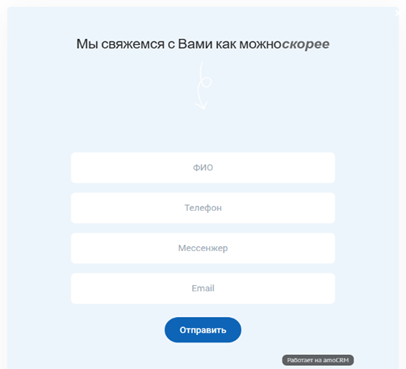 Мы свяжемся с Вами как можноскорее
ФИО
Телефон
Мессенжер
Email
Отправить
Работает на amoCRM